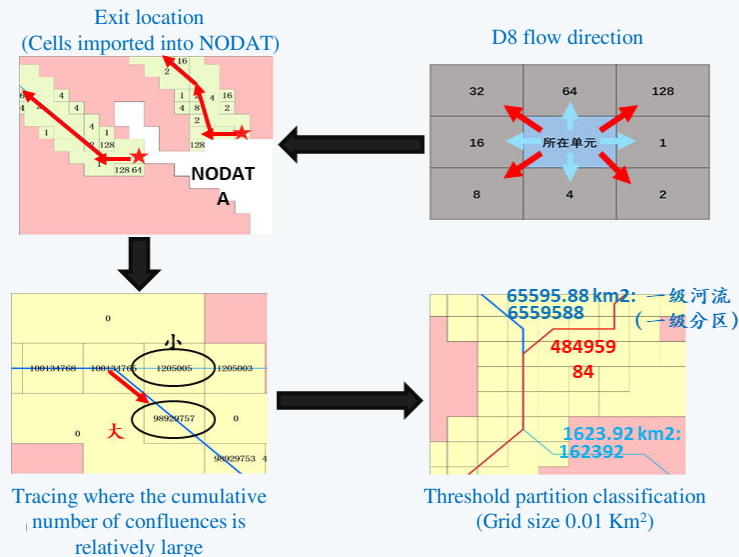 Exit location
(Cells imported into NODAT)
16
2
4
4
1
4
16
4
8
2
4
2
1
128
128
128 64
NODAT
A
D8 flow direction
32
64
128
16
所在单元
1
8
4
2
0
小
100134768
100134765
1205005
1205003
大
0
98929757
0
98929753
4
Tracing where the cumulative
number of confluences is
relatively large
65595.88 km2: 一级河流
6559588
(一级分区)
484959
84
1623.92 km2:
162392
Threshold partition classification
(Grid size 0.01 Km²)